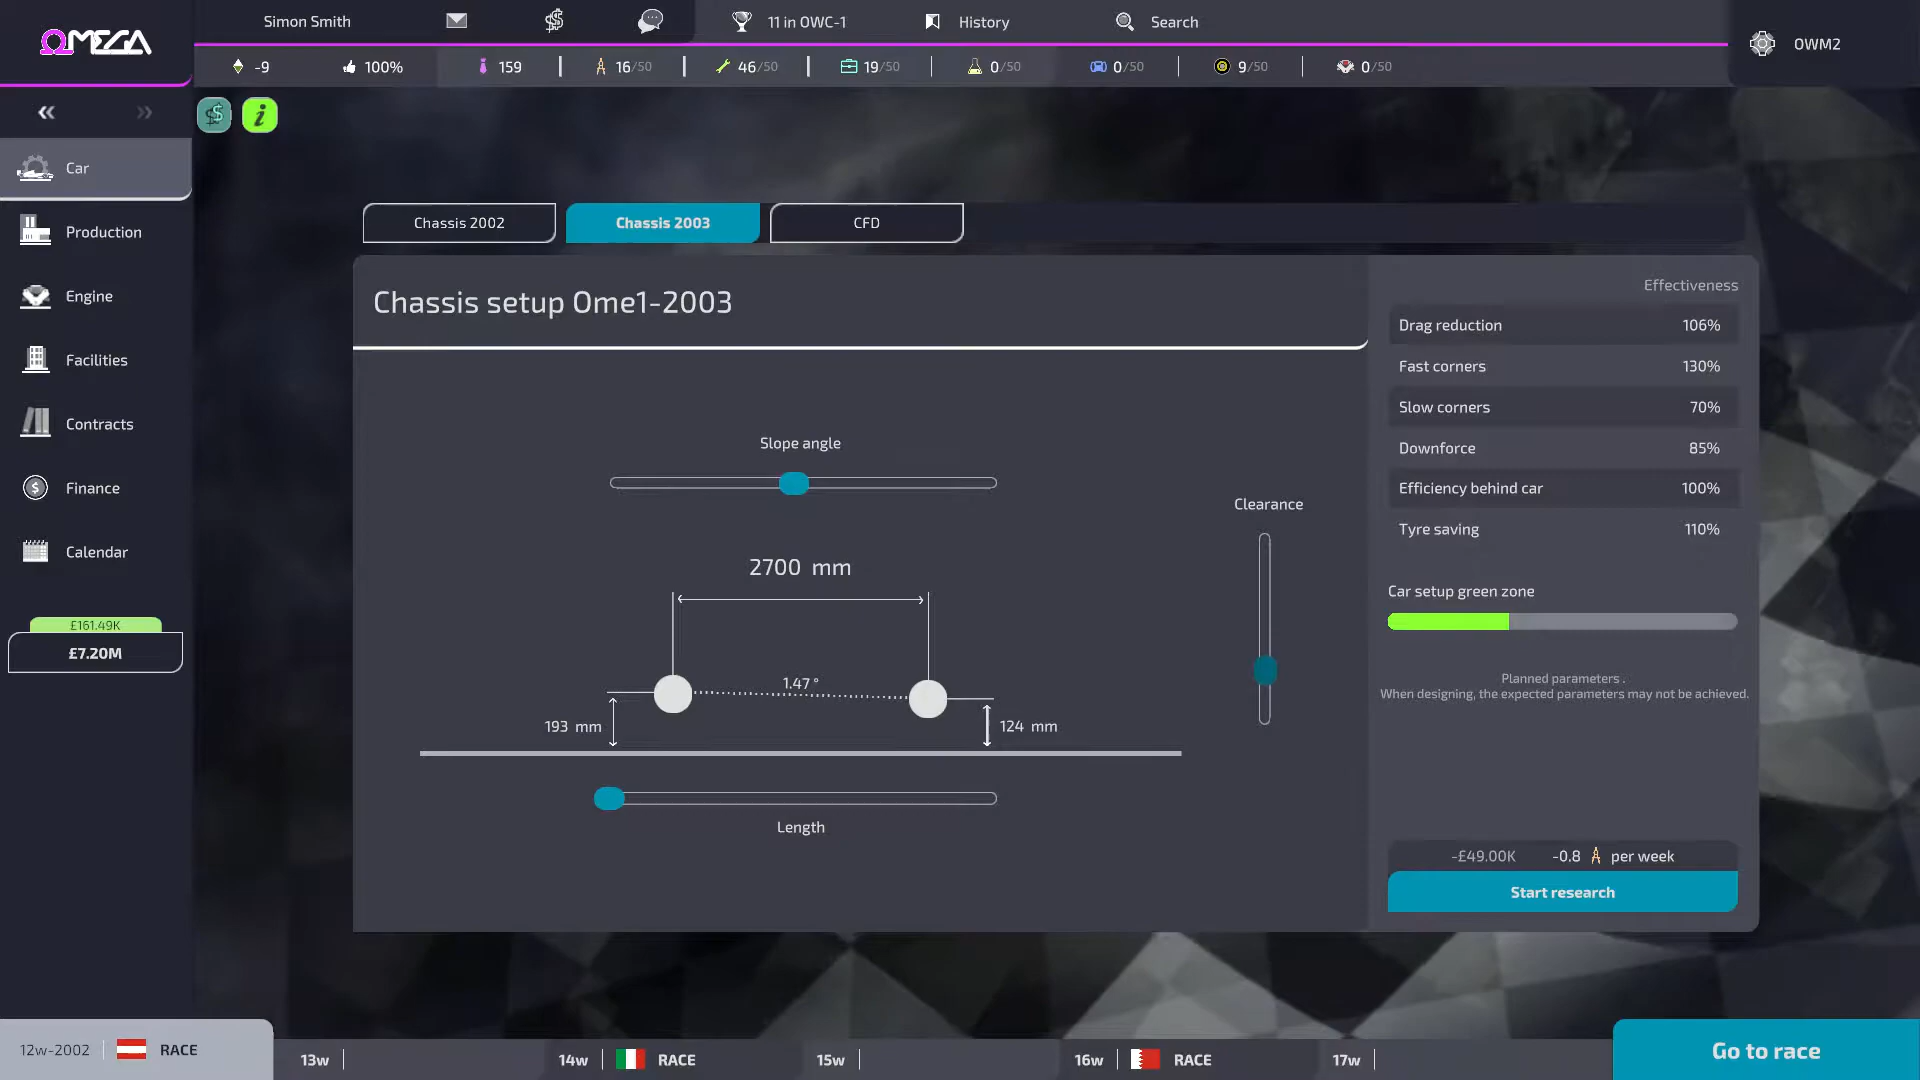 ΩMEGA
Simon Smith
11 in OWC-1
History
Search
OWM2
-9
100%
159
16/50
46/50
19/50
0/50
0/50
9/50
0/50
Car
Production
Engine
Facilities
Contracts
Finance
Calendar
£161.49K
£7.20M
Chassis 2002
Chassis 2003
CFD
Chassis setup Ome1-2003
Slope angle
Clearance
2700 mm
1.47 °
193 mm
124 mm
Length
Effectiveness
Drag reduction 106%
Fast corners 130%
Slow corners 70%
Downforce 85%
Efficiency behind car 100%
Tyre saving 110%
Car setup green zone
Planned parameters .
When designing, the expected parameters may not be achieved.
-£49.00K -0.8 per week
Start research
12w-2002 RACE
13w
14w RACE
15w
16w RACE
17w
Go to race